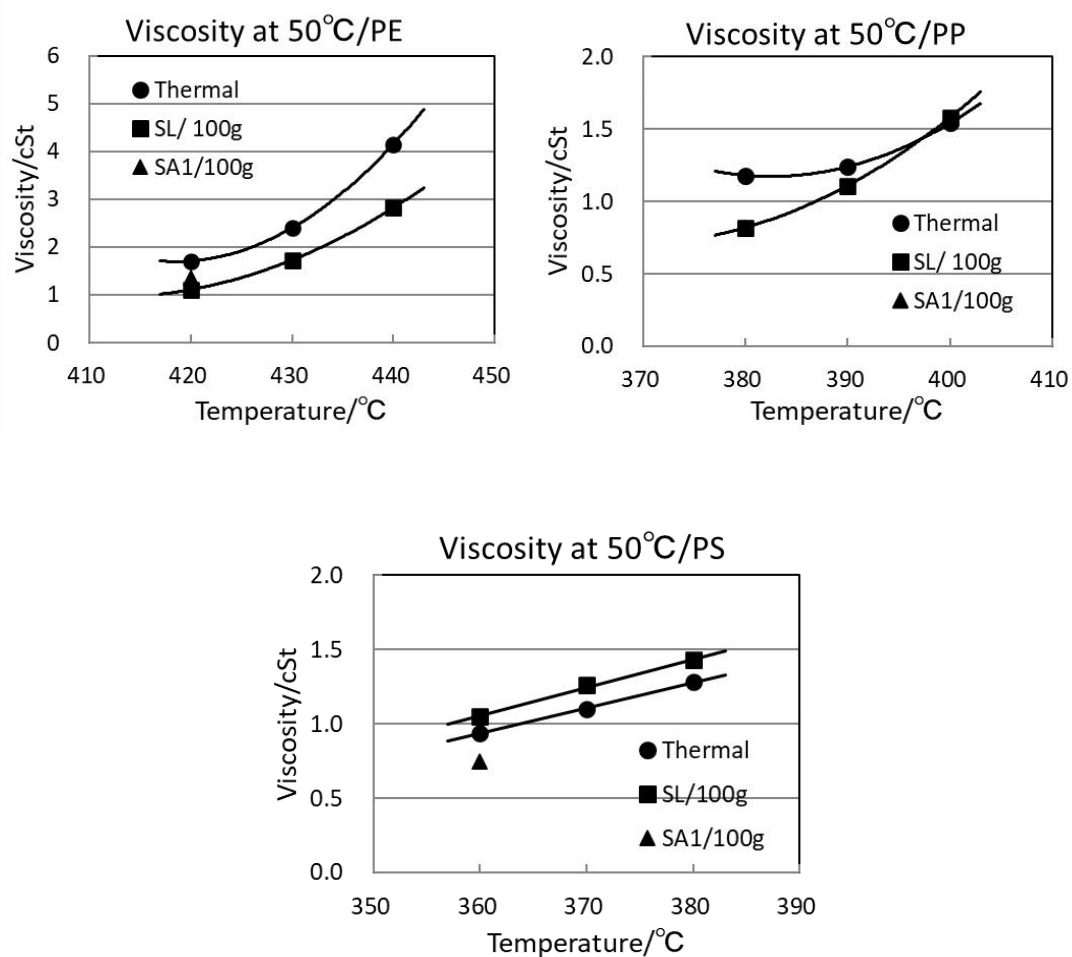 Viscosity at 50℃/PE
Viscosity/cSt
6
5
4
3
2
1
0
Thermal
SL/ 100g
SA1/100g
410 420 430 440 450
Temperature/℃
Viscosity at 50℃/PP
Viscosity/cSt
2.0
1.5
1.0
0.5
0.0
Thermal
SL/ 100g
SA1/100g
370 380 390 400 410
Temperature/℃
Viscosity at 50℃/PS
Viscosity/cSt
2.0
1.5
1.0
0.5
0.0
Thermal
SL/100g
SA1/100g
350 360 370 380 390
Temperature/℃